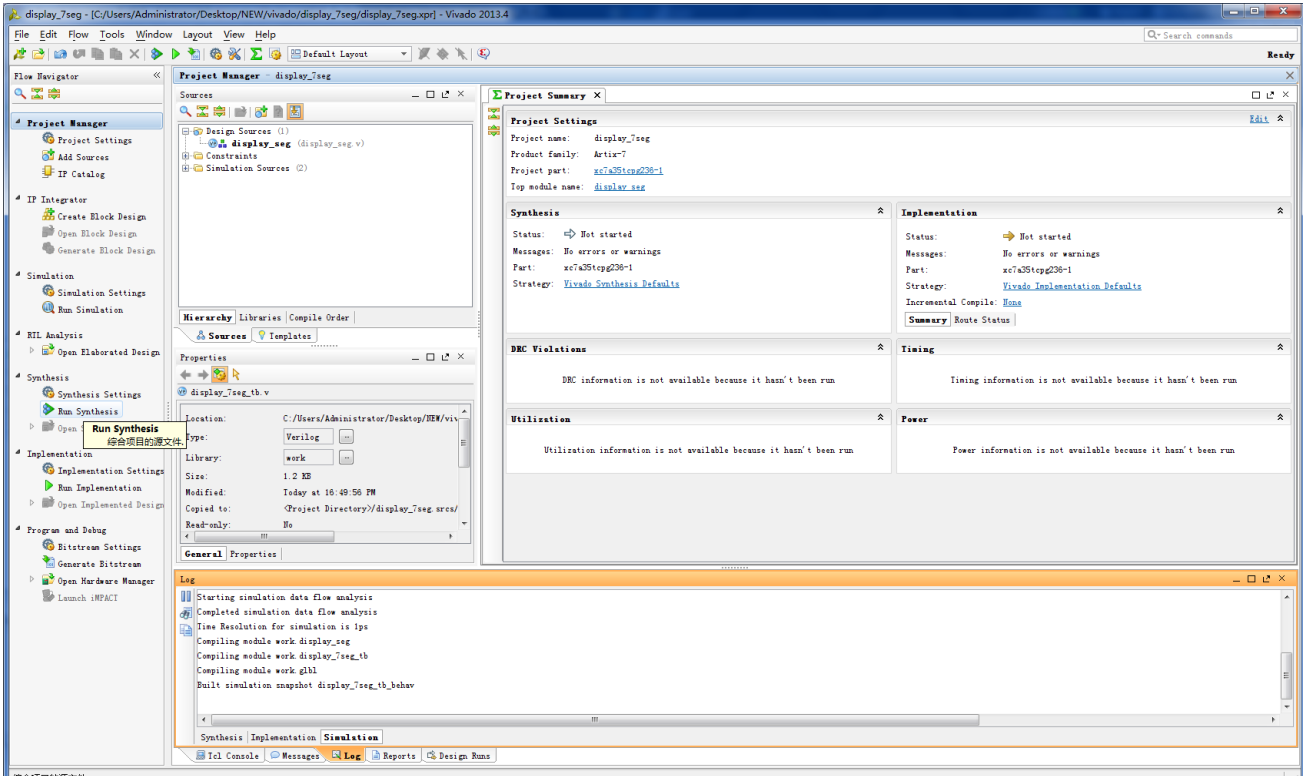 display_7seg - [C:/Users/Administrator/Desktop/NEW/vivado/display_7seg/display_7seg.xpr] - Vivado 2013.4
File Edit Flow Tools Window Layout View Help
Search commands
Default Layout
Ready
Flow Navigator
Project Manager
Project Settings
Add Sources
IP Catalog
IP Integrator
Create Block Design
Open Block Design
Generate Block Design
Simulation
Simulation Settings
Run Simulation
RTL Analysis
Open Elaborated Design
Synthesis
Synthesis Settings
Run Synthesis
Open
Run Synthesis
综合项目的源文件.
Implementation
Implementation Settings
Run Implementation
Open Implemented Design
Program and Debug
Bitstream Settings
Generate Bitstream
Open Hardware Manager
Launch iMPACT
Project Manager - display_7seg
Sources
Design Sources (1)
display_seg (display_seg.v)
Constraints
Simulation Sources (2)
Hierarchy Libraries Compile Order
Sources Templates
Properties
display_7seg_tb.v
Location: C:/Users/Administrator/Desktop/NEW/viv
Type: Verilog
Library: work
Size: 1.2 KB
Modified: Today at 16:49:56 PM
Copied to: <Project Directory>/display_7seg.srcs/
Read-only: No
General Properties
Project Summary
Project Settings
Edit
Project name: display_7seg
Product family: Artix-7
Project part: xc7a35tcpg236-1
Top module name: display_seg
Synthesis
Status: Not started
Messages: No errors or warnings
Part: xc7a35tcpg236-1
Strategy: Vivado Synthesis Defaults
Implementation
Status: Not started
Messages: No errors or warnings
Part: xc7a35tcpg236-1
Strategy: Vivado Implementation Defaults
Incremental Compile: None
Summary Route Status
DRC Violations
DRC information is not available because it hasn't been run
Timing
Timing information is not available because it hasn't been run
Utilization
Utilization information is not available because it hasn't been run
Power
Power information is not available because it hasn't been run
Log
Starting simulation data flow analysis
Completed simulation data flow analysis
Time Resolution for simulation is 1ps
Compiling module work.display_seg
Compiling module work.display_7seg_tb
Compiling module work.glbl
Built simulation snapshot display_7seg_tb_behav
Synthesis Implementation Simulation
Tcl Console Messages Log Reports Design Runs